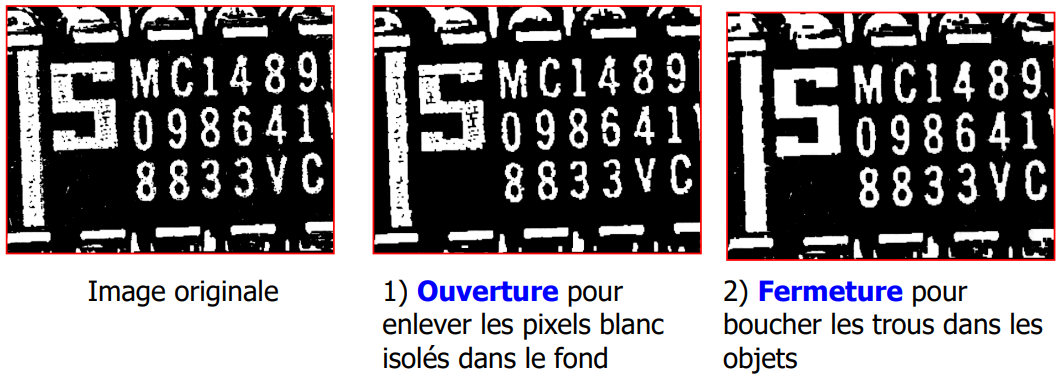 S
MC1489
098641V
8833VC
S
MC1489
098641
8833VC
S
MC1489
098641
8833VC
Image originale
1) Ouverture pour
enlever les pixels blanc
isolés dans le fond
2) Fermeture pour
boucher les trous dans les
objets